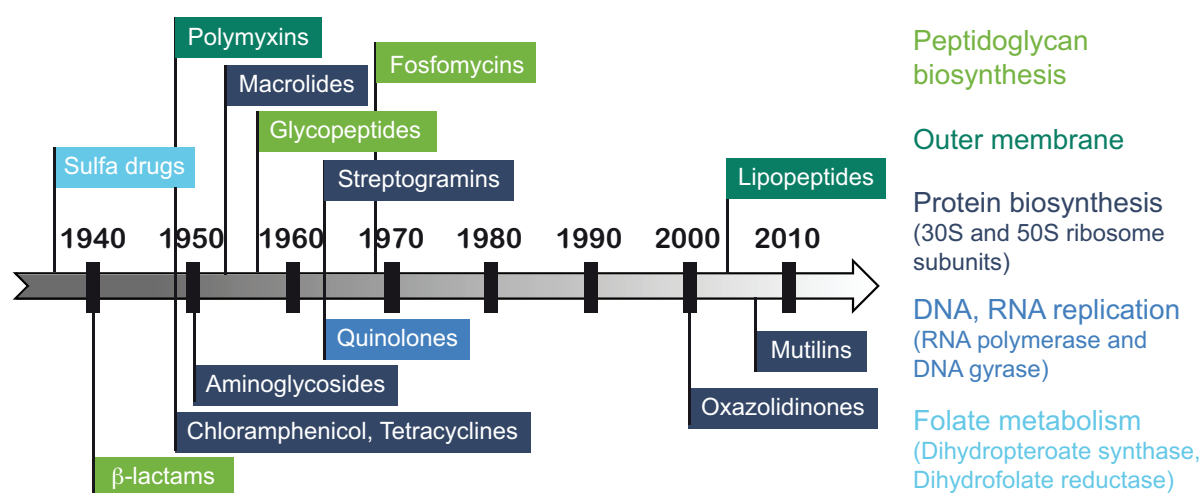 Polymyxins
Macrolides
Fosfomycins
Glycopeptides
Sulfa drugs
Streptogramins
Lipopeptides
1940 1950 1960 1970 1980 1990 2000 2010
Quinolones
Mutilins
Aminoglycosides
Oxazolidinones
Chloramphenicol, Tetracyclines
β-lactams
Peptidoglycan
biosynthesis
Outer membrane
Protein biosynthesis
(30S and 50S ribosome
subunits)
DNA, RNA replication
(RNA polymerase and
DNA gyrase)
Folate metabolism
(Dihydropteroate synthase,
Dihydrofolate reductase)